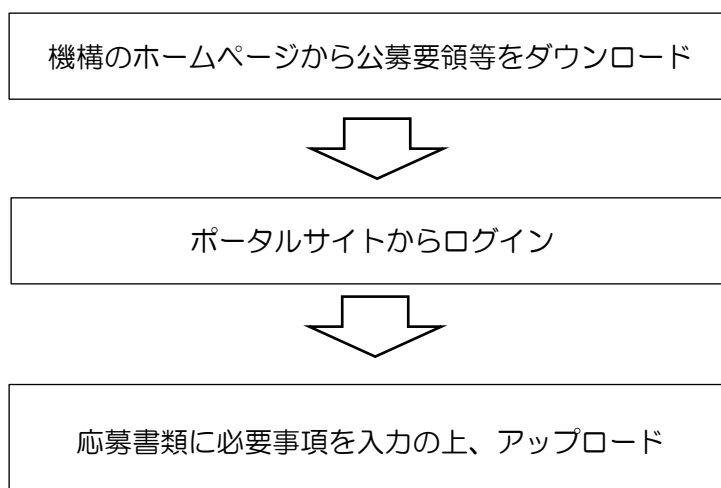 機構のホームページから公募要領等をダウンロード
ポータルサイトからログイン
応募書類に必要事項を入力の上、アップロード